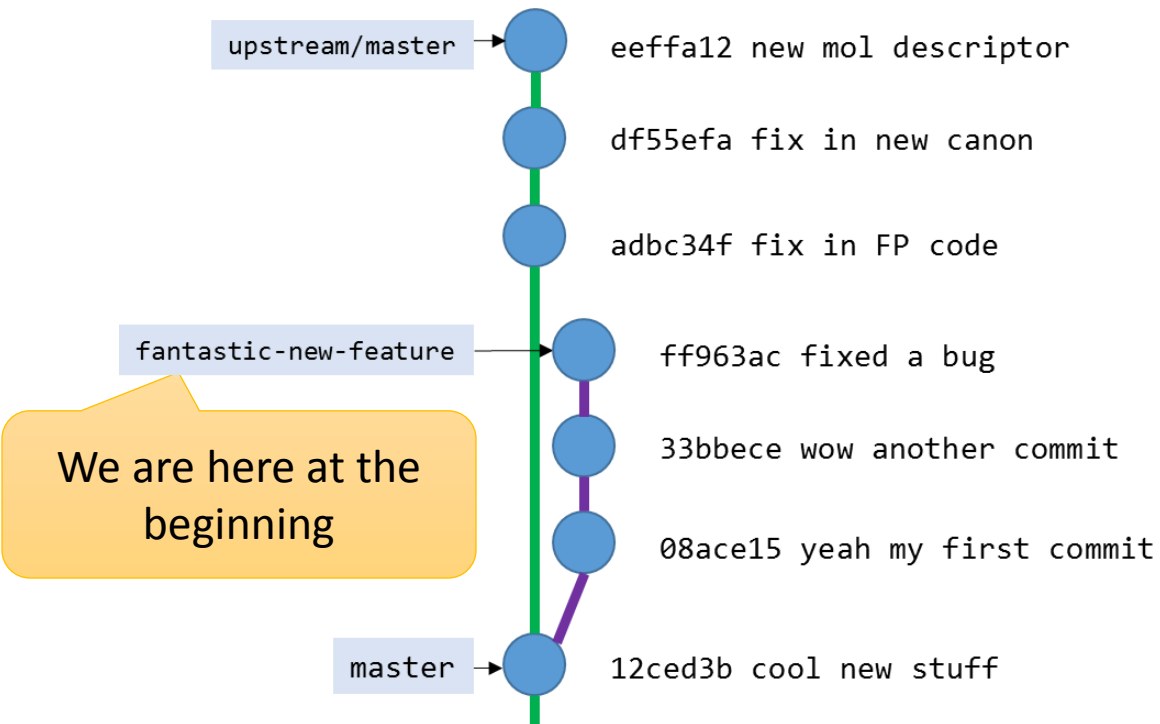 upstream/master
eeffa12 new mol descriptor
df55efa fix in new canon
adbc34f fix in FP code
fantastic-new-feature
ff963ac fixed a bug
We are here at the
beginning
33bbece wow another commit
08ace15 yeah my first commit
master
12ced3b cool new stuff